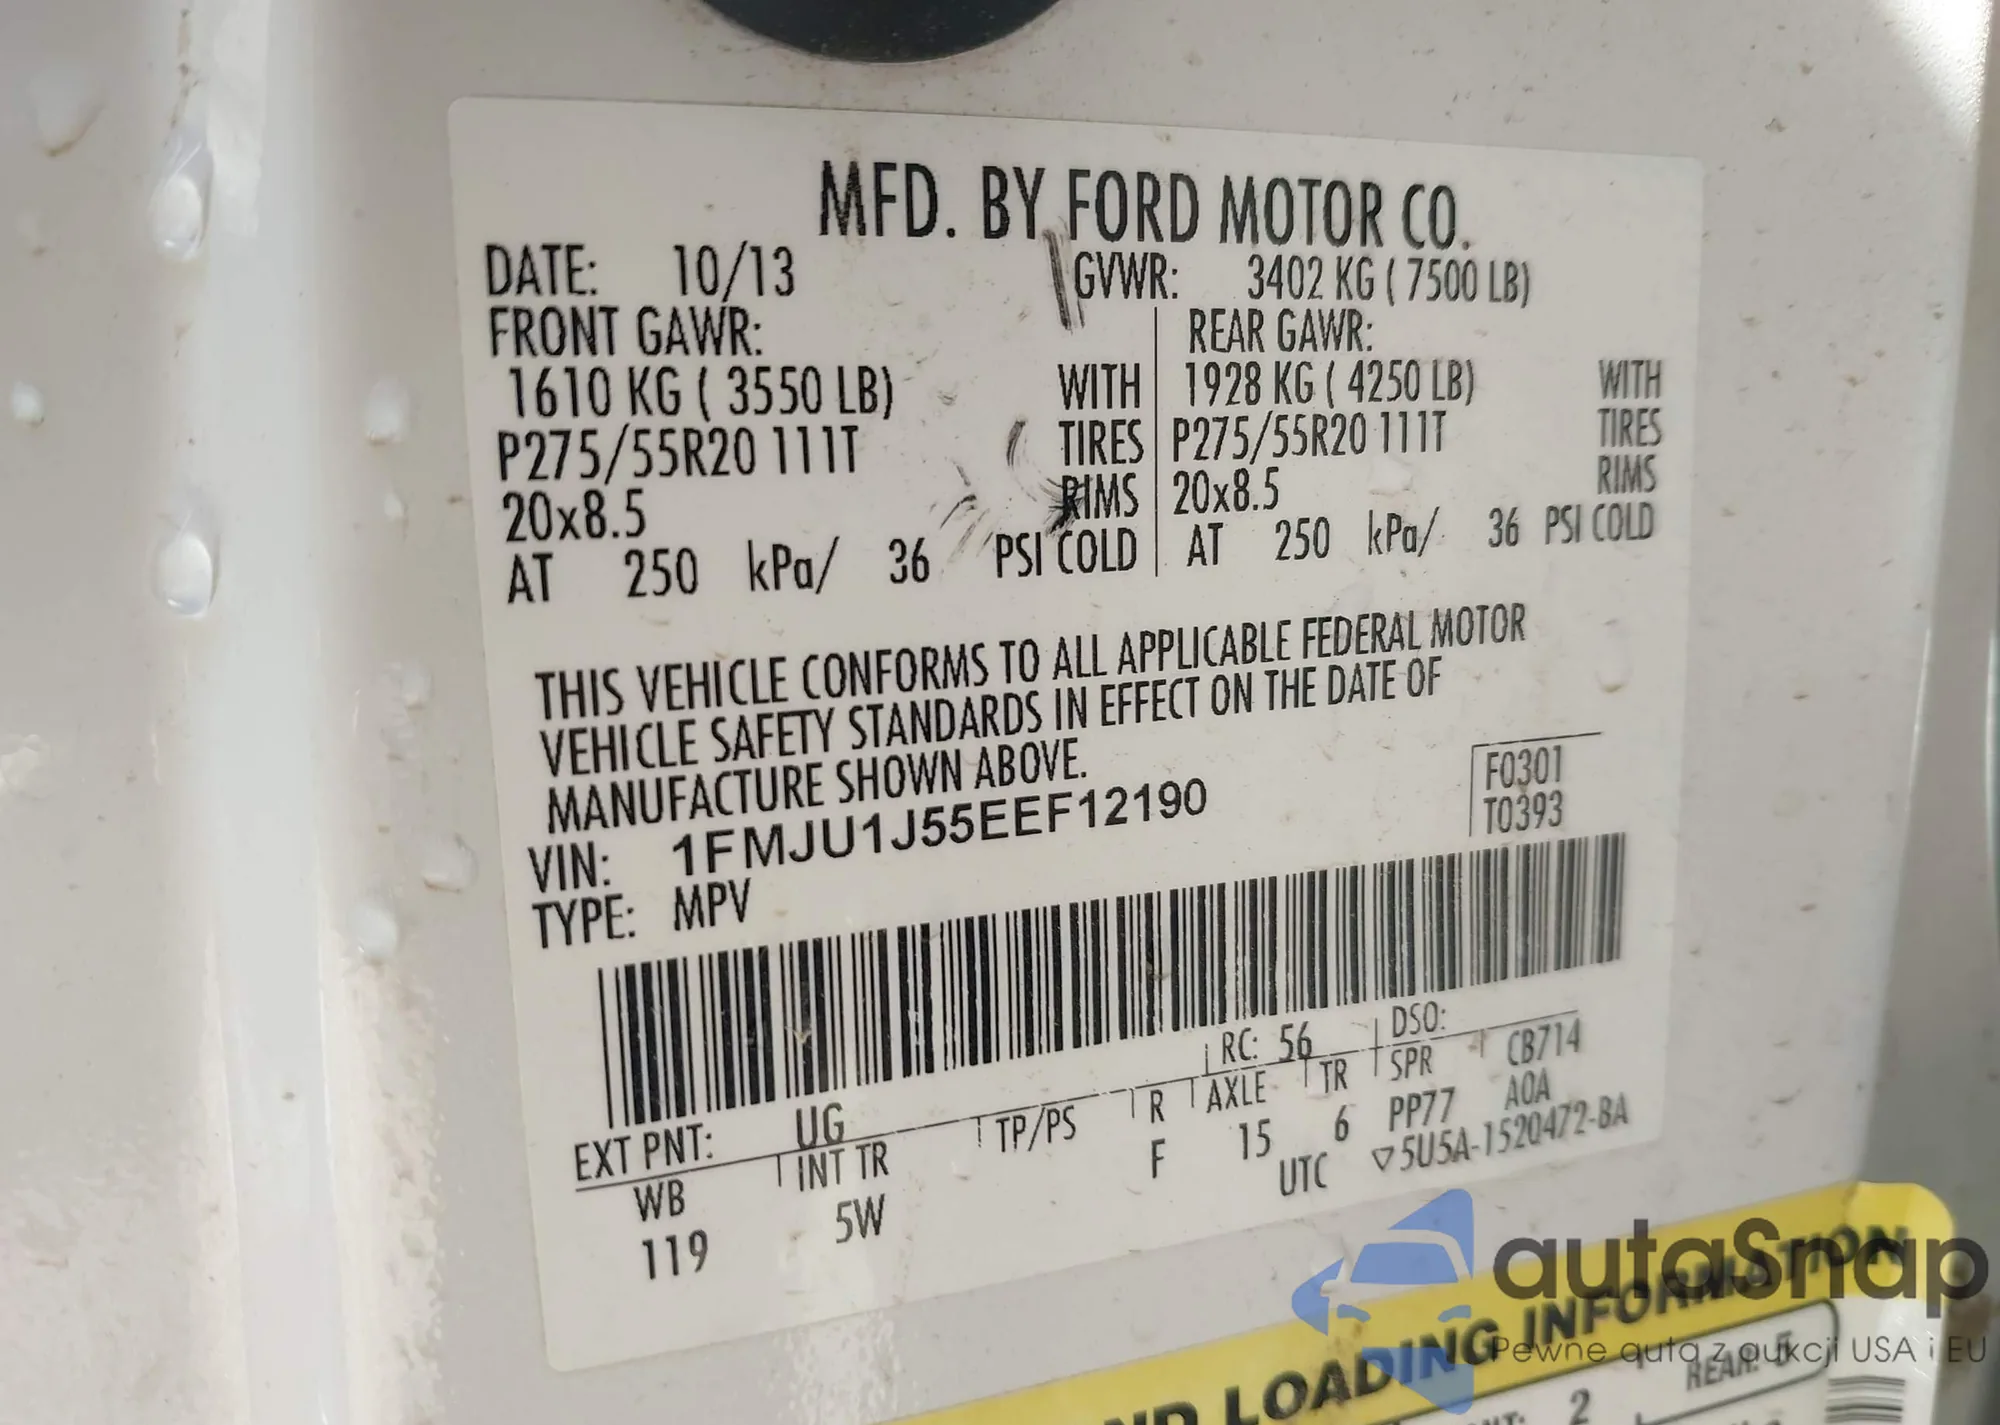 MFD. BY FORD MOTOR CO.
DATE: 10/13 GVWR: 3402 KG ( 7500 LB)
FRONT GAWR: REAR GAWR:
1610 KG ( 3550 LB) WITH 1928 KG ( 4250 LB) WITH
P275/55R20 111T TIRES P275/55R20 111T TIRES
20x8.5 RIMS 20x8.5 RIMS
AT 250 kPa/ 36 PSI COLD AT 250 kPa/ 36 PSI COLD
THIS VEHICLE CONFORMS TO ALL APPLICABLE FEDERAL MOTOR
VEHICLE SAFETY STANDARDS IN EFFECT ON THE DATE OF
MANUFACTURE SHOWN ABOVE.
F0301
T0393
VIN: 1FMJU1J55EEF12190
TYPE: MPV
EXT PNT: UG RC: 56 DSO:
WB INT TR TP/PS R AXLE TR SPR CB714
119 5W F 15 6 PP77 A0A
UTC ▽5U5A-1520472-BA
autaSnap
Pewne auta z aukcji USA i EU
LOADING INFORMATION
2 REAR: 5